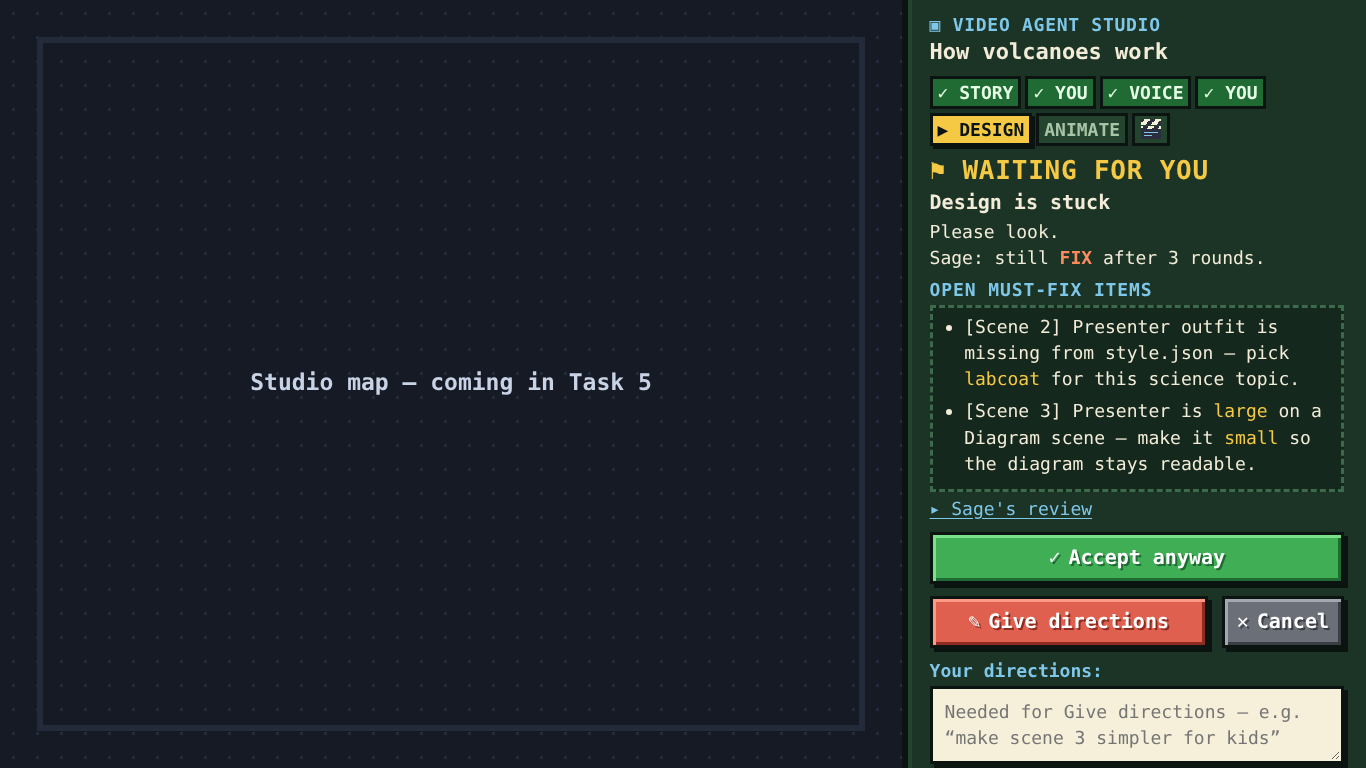 Studio map — coming in Task 5
▣ VIDEO AGENT STUDIO
How volcanoes work
✓ STORY ✓ YOU ✓ VOICE ✓ YOU
▶ DESIGN ANIMATE 🎬
⚑ WAITING FOR YOU
Design is stuck
Please look.
Sage: still FIX after 3 rounds.
OPEN MUST-FIX ITEMS
• [Scene 2] Presenter outfit is
missing from style.json — pick
labcoat for this science topic.
• [Scene 3] Presenter is large on a
Diagram scene — make it small so
the diagram stays readable.
▸ Sage's review
✓ Accept anyway
✎ Give directions ✕ Cancel
Your directions:
Needed for Give directions — e.g.
“make scene 3 simpler for kids”